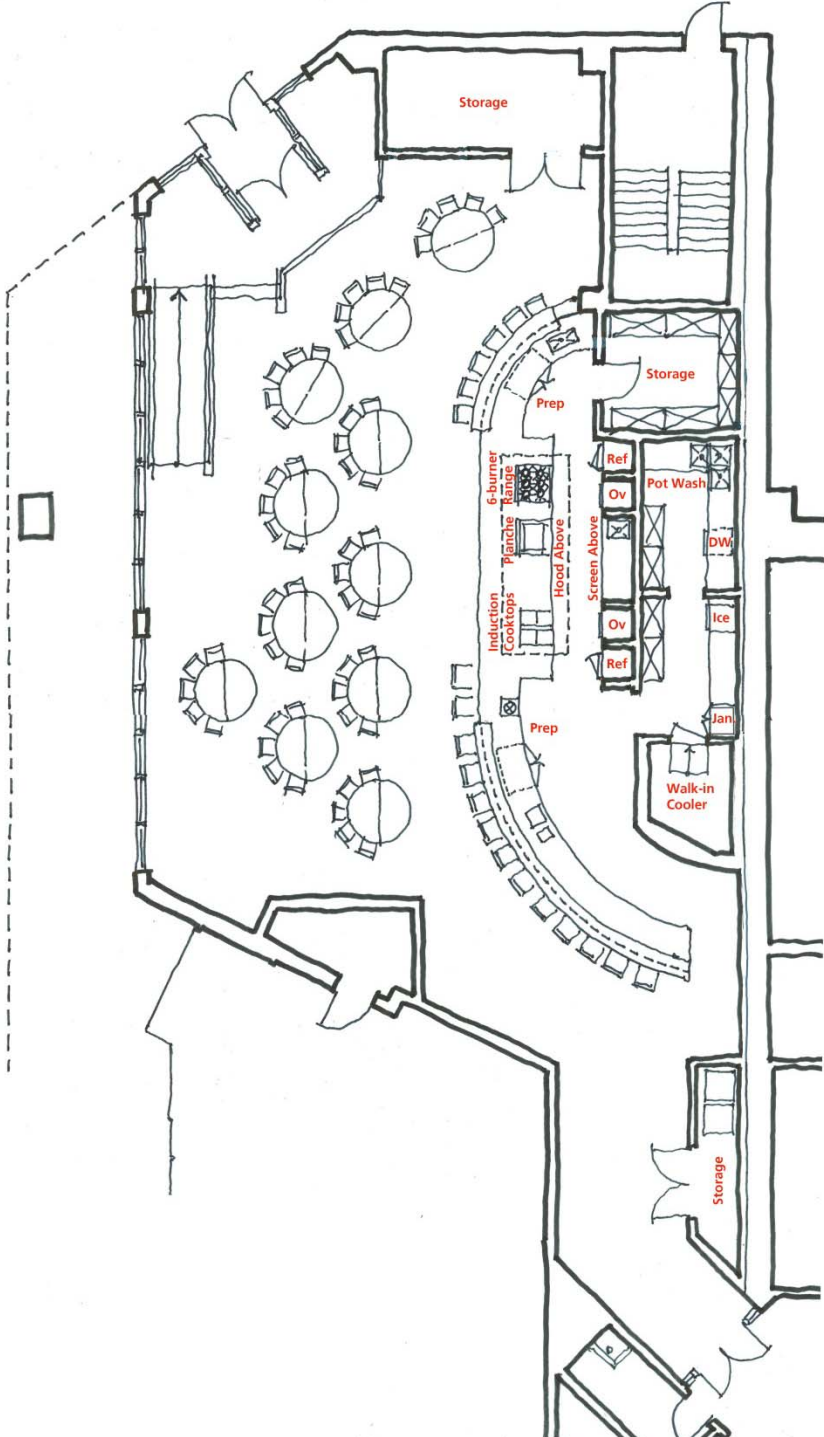 Storage
Storage
Prep
Ref
Pot Wash
6-burner
Range
Ov
Planche
Hood Above
Screen Above
DW
Induction
Cooktops
Ov
Ice
Ref
Jan.
Prep
Walk-in
Cooler
Storage